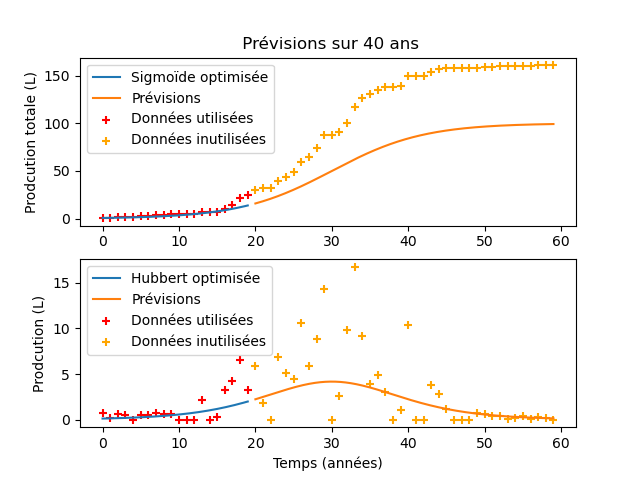 Prévisions sur 40 ans
Prodcution totale (L)
150
100
50
0
Sigmoïde optimisée
Prévisions
Données utilisées
Données inutilisées
0 10 20 30 40 50 60
Prodcution (L)
15
10
5
0
Hubbert optimisée
Prévisions
Données utilisées
Données inutilisées
0 10 20 30 40 50 60
Temps (années)